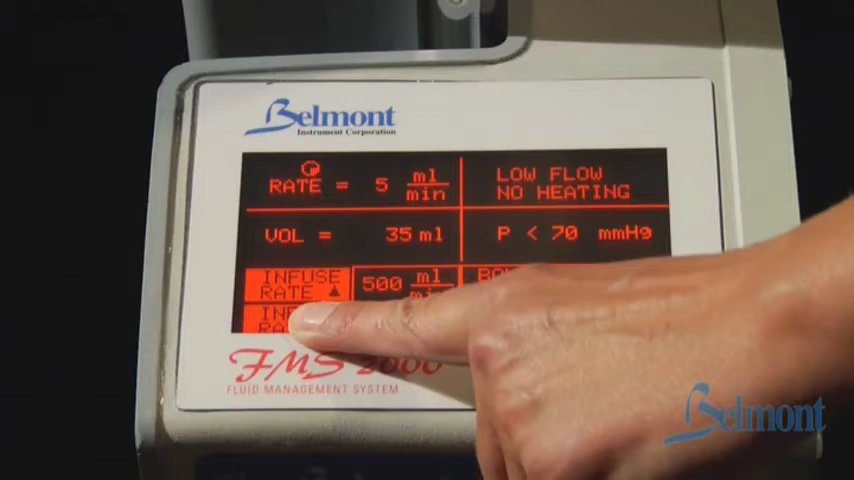 Belmont
Instrument Corporation
RATE = 5 ml/min
LOW FLOW
NO HEATING
VOL = 35 ml
P < 70 mmHg
INFUSE
RATE ▲
500 ml
FMS 2000
FLUID MANAGEMENT SYSTEM
Belmont